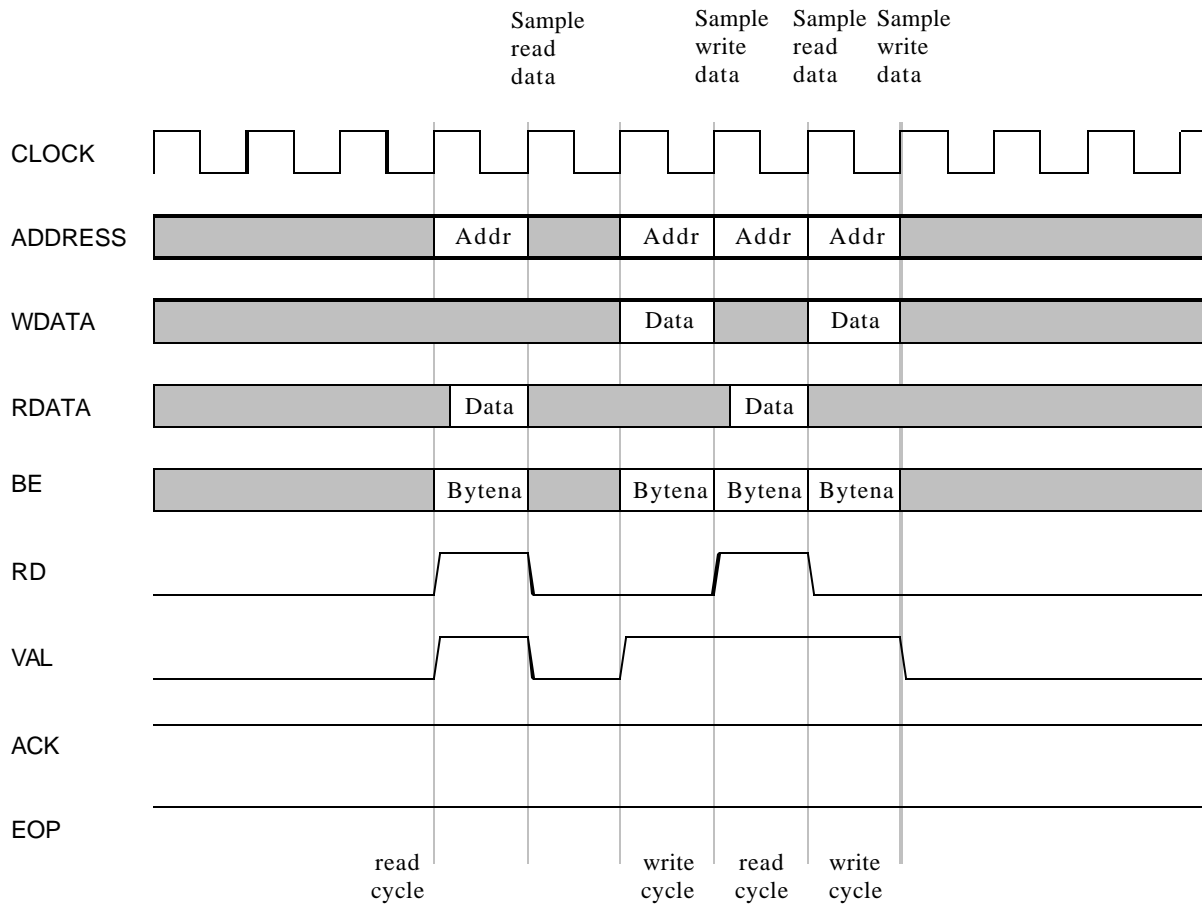 Sample
read
data
Sample
write
data
Sample
read
data
Sample
write
data
CLOCK
ADDRESS
Addr
Addr
Addr
Addr
WDATA
Data
Data
RDATA
Data
Data
BE
Bytena
Bytena
Bytena
Bytena
RD
VAL
ACK
EOP
read
cycle
write
cycle
read
cycle
write
cycle